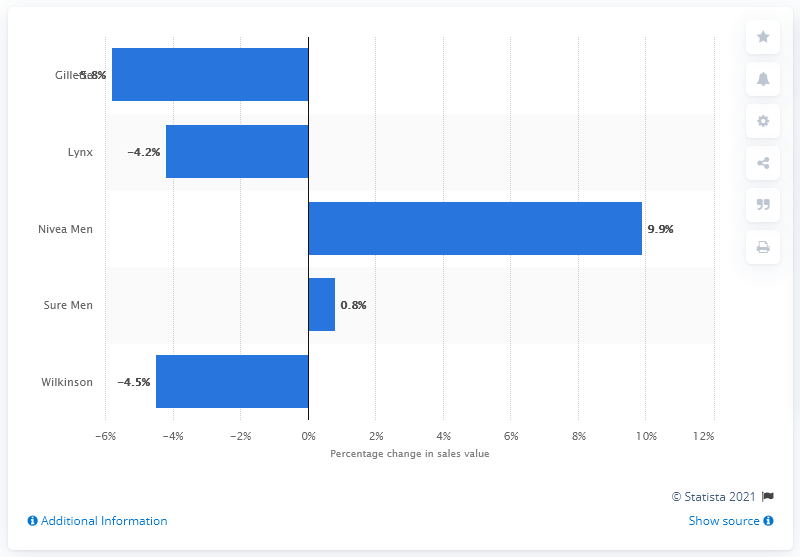 Gillette −5.8%
Lynx −4.2%
Nivea Men 9.9%
Sure Men 0.8%
Wilkinson −4.5%
−6% −4% −2% 0% 2% 4% 6% 8% 10% 12%
Percentage change in sales value
© Statista 2021
Additional Information Show source